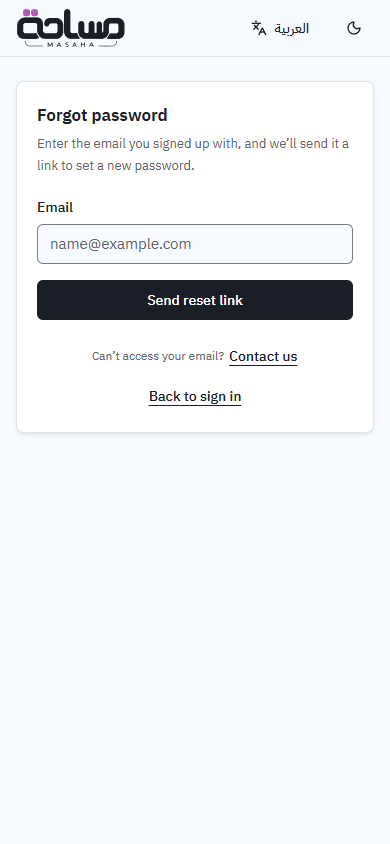 مساحة
MASAHA
العربية
Forgot password
Enter the email you signed up with, and we’ll send it a
link to set a new password.
Email
name@example.com
Send reset link
Can’t access your email? Contact us
Back to sign in